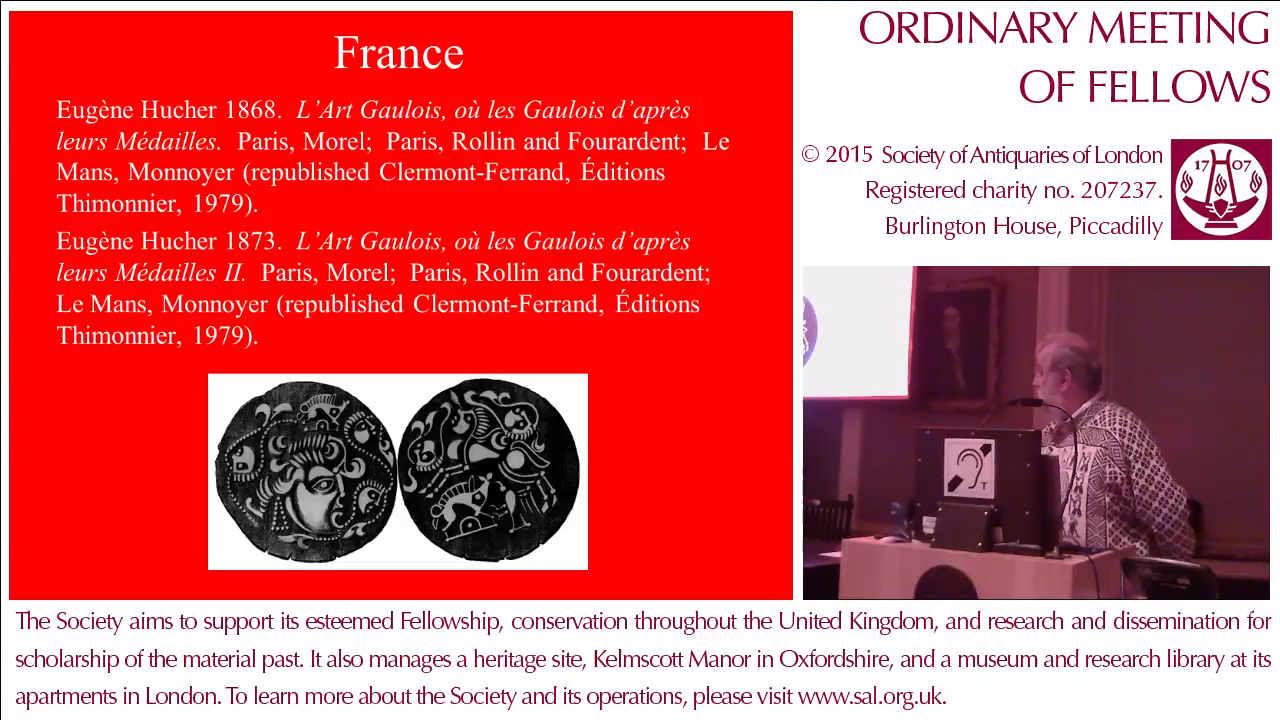 France
Eugène Hucher 1868. L’Art Gaulois, où les Gaulois d’après
leurs Médailles. Paris, Morel; Paris, Rollin and Fourardent; Le
Mans, Monnoyer (republished Clermont-Ferrand, Éditions
Thimonnier, 1979).
Eugène Hucher 1873. L’Art Gaulois, où les Gaulois d’après
leurs Médailles II. Paris, Morel; Paris, Rollin and Fourardent;
Le Mans, Monnoyer (republished Clermont-Ferrand, Éditions
Thimonnier, 1979).
ORDINARY MEETING
OF FELLOWS
© 2015 Society of Antiquaries of London
Registered charity no. 207237.
Burlington House, Piccadilly
17 07
T
The Society aims to support its esteemed Fellowship, conservation throughout the United Kingdom, and research and dissemination for
scholarship of the material past. It also manages a heritage site, Kelmscott Manor in Oxfordshire, and a museum and research library at its
apartments in London. To learn more about the Society and its operations, please visit www.sal.org.uk.